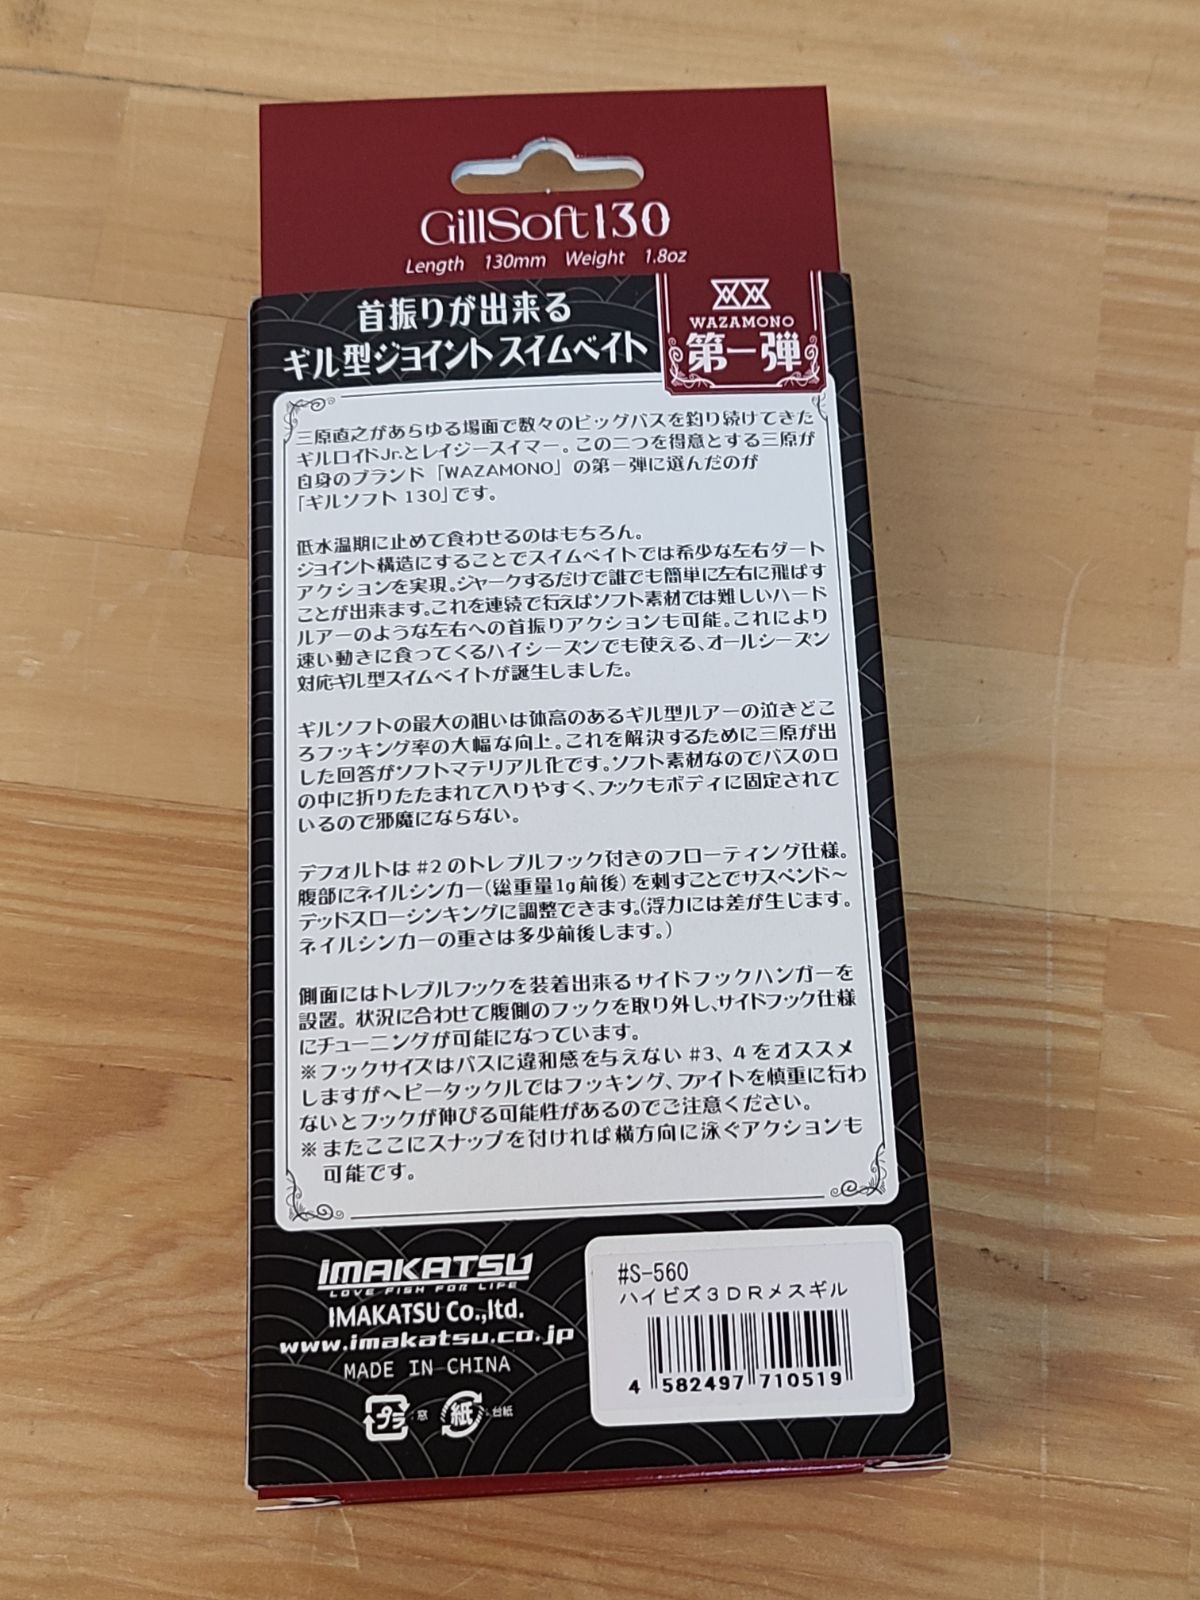 GillSoft130
Length 130mm Weight 1.8oz
首振りが出来る
ギル型ジョイントスイムベイト
WAZAMONO
第一弾
三原直之があらゆる場面で数々のビッグバスを釣り続けてきた
ギルロイドJr.とレイジースイマー。この二つを得意とする三原が
自身のブランド「WAZAMONO」の第一弾に選んだのが
「ギルソフト130」です。
低水温期に止めて食わせるのはもちろん。
ジョイント構造にすることでスイムベイトでは希少な左右ダート
アクションを実現。ジャークするだけで誰でも簡単に左右に飛ばす
ことが出来ます。これを連続で行えばソフト素材では難しいハード
ルアーのような左右への首振りアクションも可能。これにより
速い動きに食ってくるハイシーズンでも使える、オールシーズン
対応ギル型スイムベイトが誕生しました。
ギルソフトの最大の狙いは体高のあるギル型ルアーの泣きどこ
ろフッキング率の大幅な向上。これを解決するために三原が出
した回答がソフトマテリアル化です。ソフト素材なのでバスの口
の中に折りたたまれて入りやすく、フックもボディに固定されて
いるので邪魔にならない。
デフォルトは#2のトレブルフック付きのフローティング仕様。
腹部にネイルシンカー(総重量1g前後)を刺すことでサスペンド～
デッドスローシンキングに調整できます。(浮力には差が生じます。
ネイルシンカーの重さは多少前後します。)
側面にはトレブルフックを装着出来るサイドフックハンガーを
設置。状況に合わせて腹側のフックを取り外し、サイドフック仕様
にチューニングが可能になっています。
※フックサイズはバスに違和感を与えない#3、4をオススメ
しますがヘビータックルではフッキング、ファイトを慎重に行わ
ないとフックが伸びる可能性があるのでご注意ください。
※またここにスナップを付ければ横方向に泳ぐアクションも
可能です。
IMAKATSU
LOVE FISH FOR LIFE
IMAKATSU Co.,ltd.
www.imakatsu.co.jp
MADE IN CHINA
プラ:窓 紙:台紙
#S-560
ハイビズ3DRメスギル
4 582497 710519